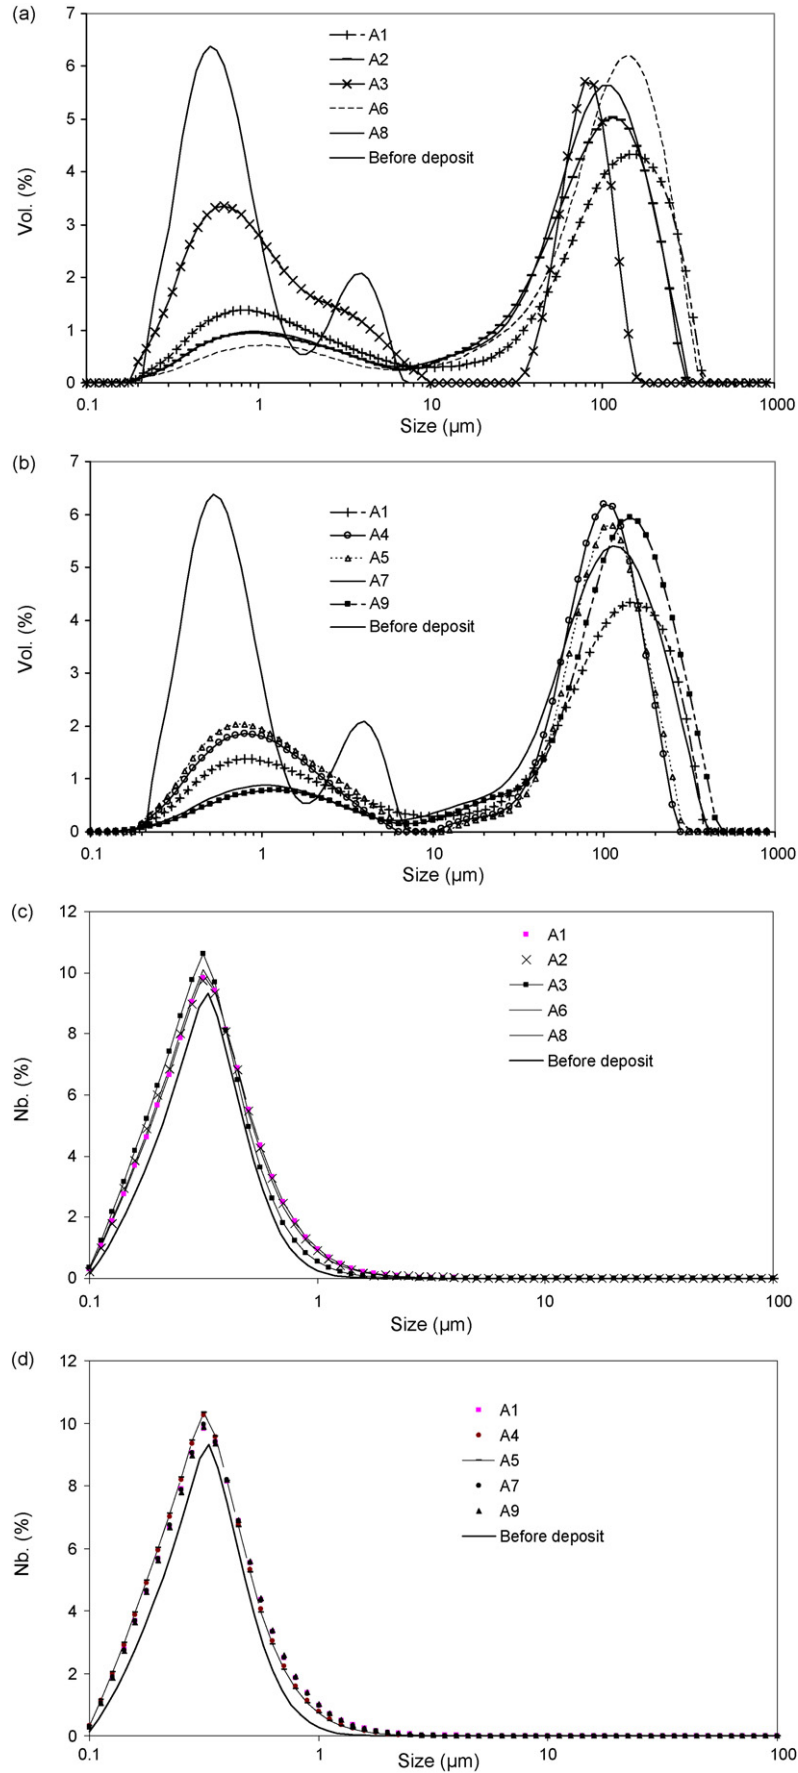 (a)
7
6
5
4
3
2
1
0
Vol. (%)
A1
A2
A3
A6
A8
Before deposit
0.1 1 10 100 1000
Size (µm)
(b)
7
6
5
4
3
2
1
0
Vol. (%)
A1
A4
A5
A7
A9
Before deposit
0.1 1 10 100 1000
Size (µm)
(c)
12
10
8
6
4
2
0
Nb. (%)
A1
A2
A3
A6
A8
Before deposit
0.1 1 10 100
Size (µm)
(d)
12
10
8
6
4
2
0
Nb. (%)
A1
A4
A5
A7
A9
Before deposit
0.1 1 10 100
Size (µm)